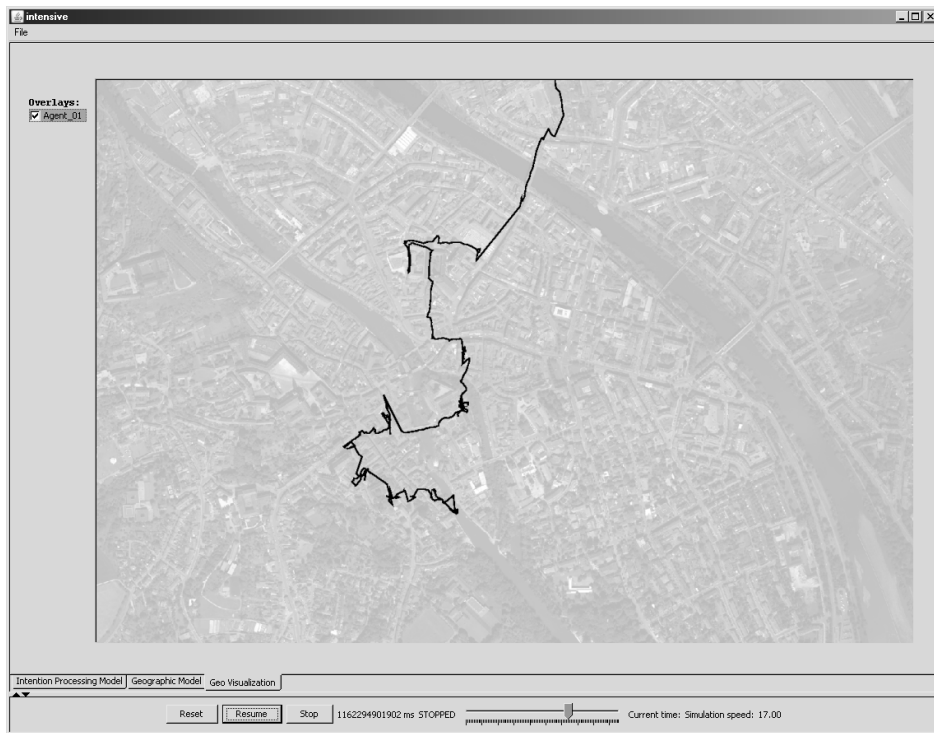 intensive
File
Overlays:
Agent_01
Intention Processing Model Geographic Model Geo Visualization
Reset Resume Stop 1162294901902 ms STOPPED Current time: Simulation speed: 17.00